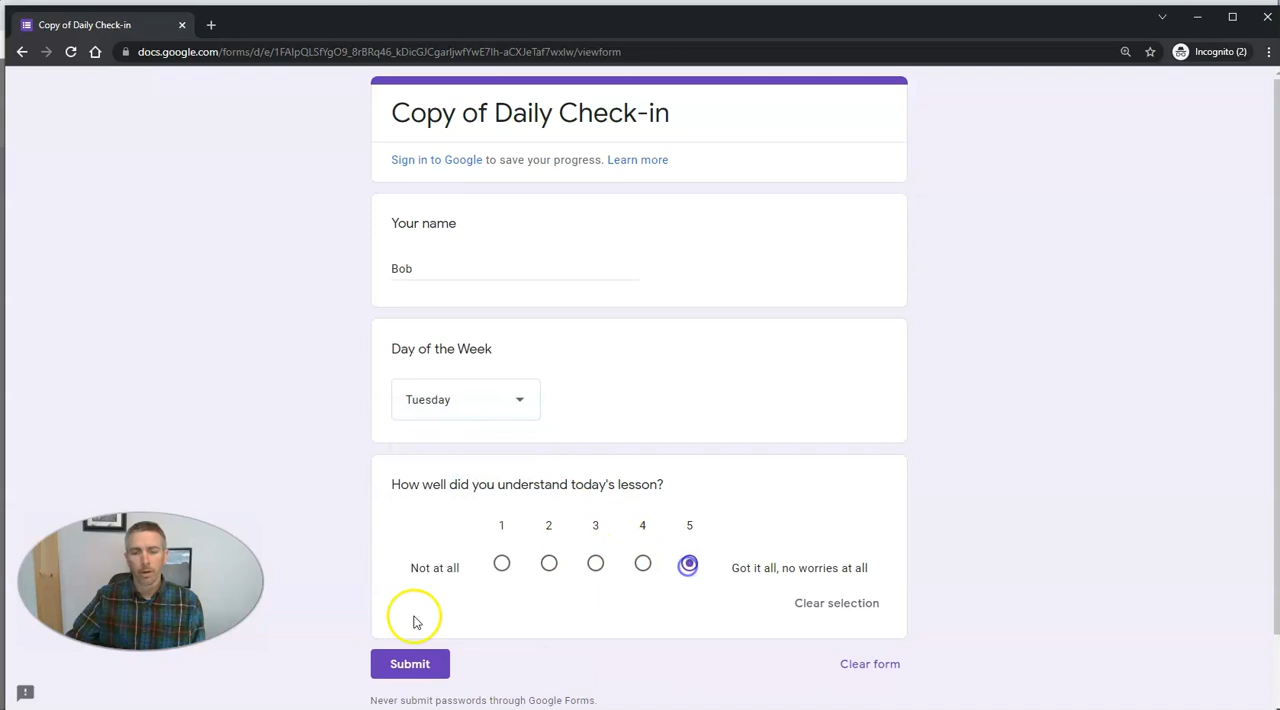 Copy of Daily Check-in
docs.google.com/forms/d/e/1FAIpQLSfYgO9_8rBRq46_kDicGJCgarIjwfYwE7lh-aCXJeTaf7wxIw/viewform
Incognito (2)
Copy of Daily Check-in
Sign in to Google to save your progress. Learn more
Your name
Bob
Day of the Week
Tuesday
How well did you understand today's lesson?
1 2 3 4 5
Not at all Got it all, no worries at all
Clear selection
Submit Clear form
Never submit passwords through Google Forms.